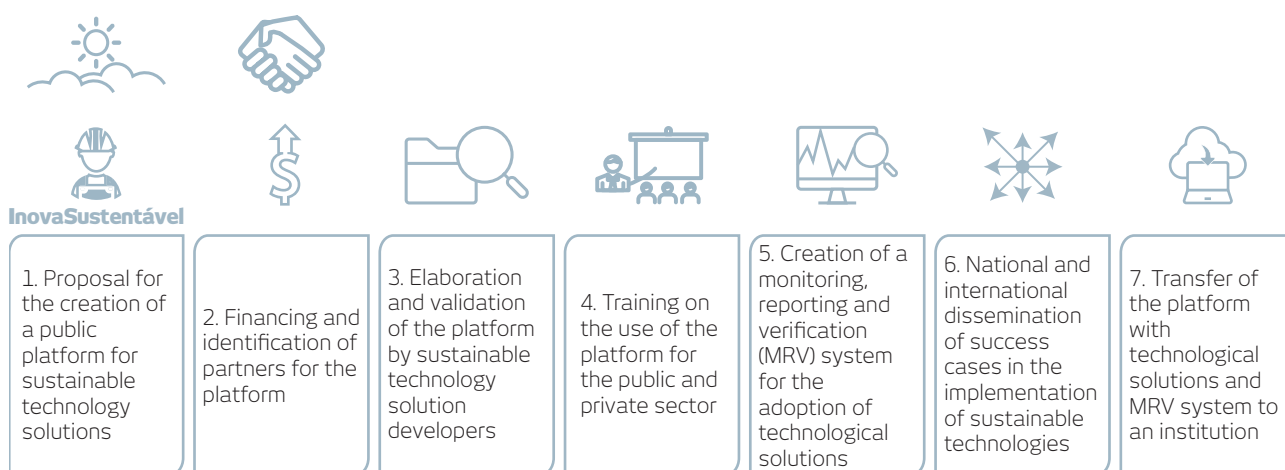 InovaSustentável
1. Proposal for
the creation of
a public
platform for
sustainable
technology
solutions
2. Financing and
identification of
partners for the
platform
3. Elaboration
and validation
of the platform
by sustainable
technology
solution
developers
4. Training on
the use of the
platform for
the public and
private sector
5. Creation of a
monitoring,
reporting and
verification
(MRV) system
for the
adoption of
technological
solutions
6. National and
international
dissemination
of success
cases in the
implementation
of sustainable
technologies
7. Transfer of
the platform
with
technological
solutions and
MRV system to
an institution